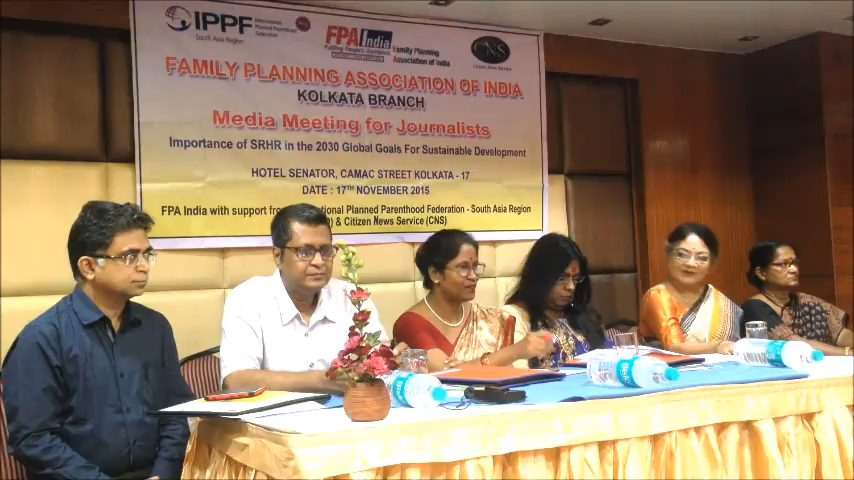 IPPF International Planned Parenthood Federation
South Asia Region
FPA India
Family Planning Association of India
CNS
FAMILY PLANNING ASSOCIATION OF INDIA
KOLKATA BRANCH
Media Meeting for Journalists
Importance of SRHR in the 2030 Global Goals For Sustainable Development
HOTEL SENATOR, CAMAC STREET KOLKATA - 17
DATE : 17TH NOVEMBER 2015
FPA India with support fro national Planned Parenthood Federation - South Asia Region
) & Citizen News Service (CNS)